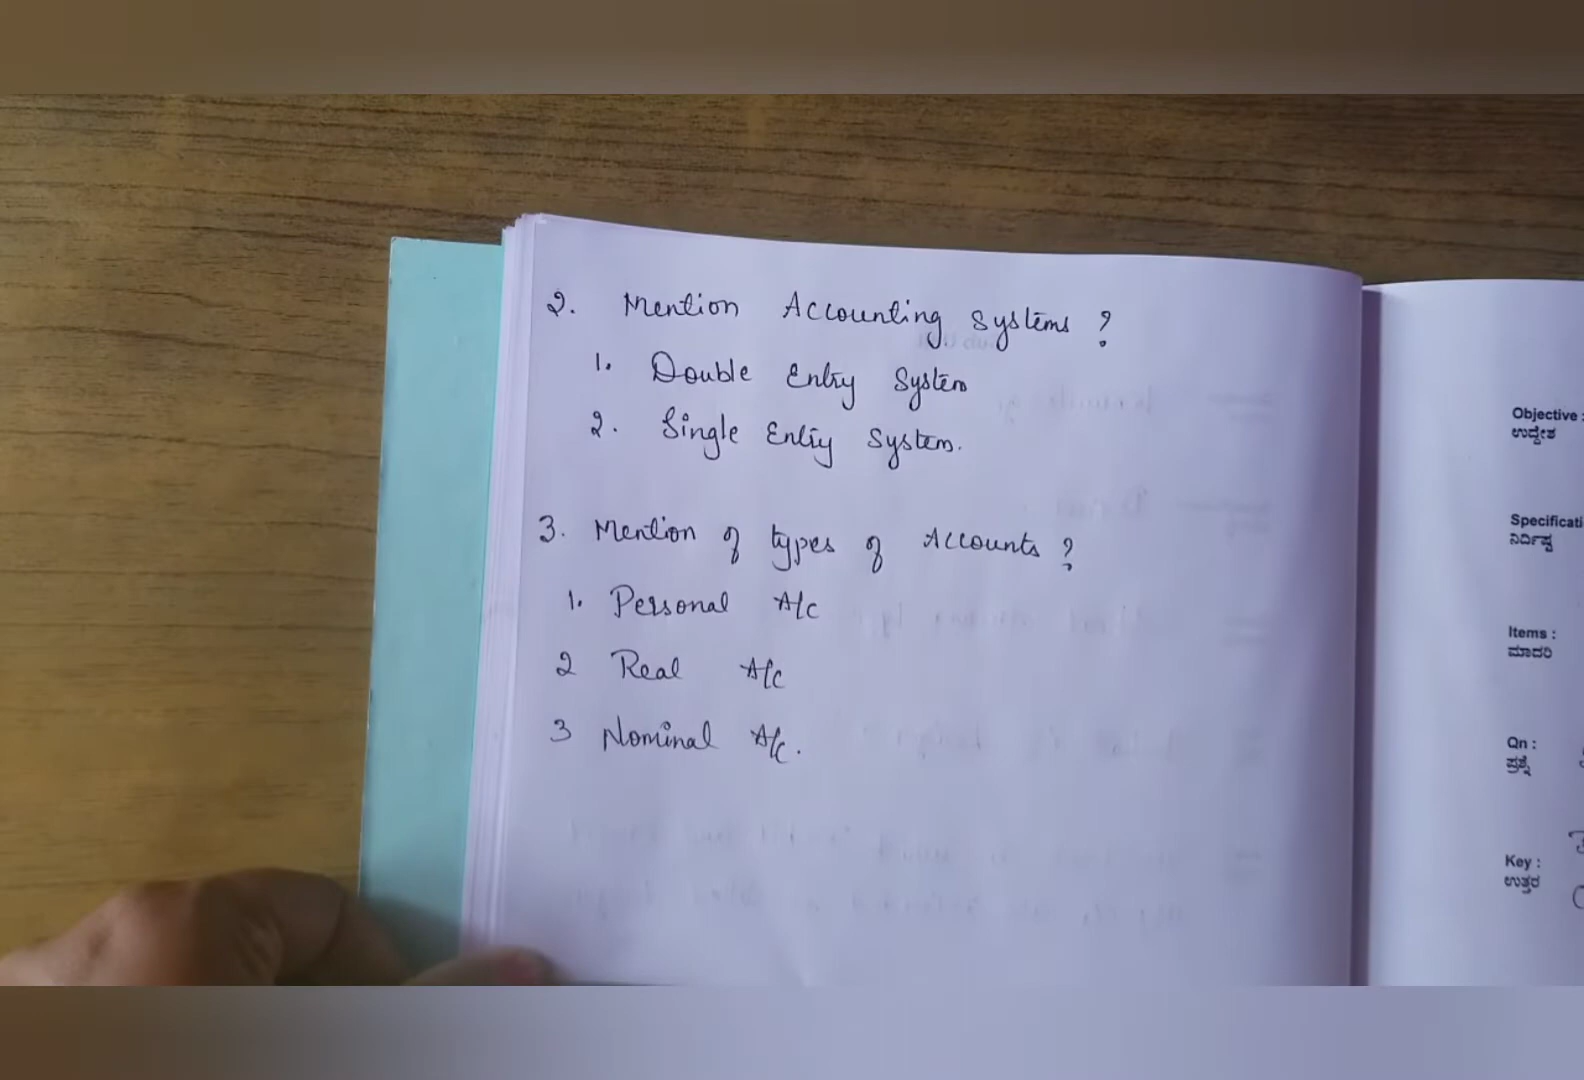 2. Mention Accounting Systems ?
1. Double Entry System
2. Single Entry System.
3. Mention of types of Accounts ?
1. Personal A/c
2 Real A/c
3 Nominal A/c.
Objective :
ಉದ್ದೇಶ
Specificati
ನಿರ್ದಿಷ್ಟ
Items :
ಮಾದರಿ
Qn :
ಪ್ರಶ್ನೆ
Key :
ಉತ್ತರ